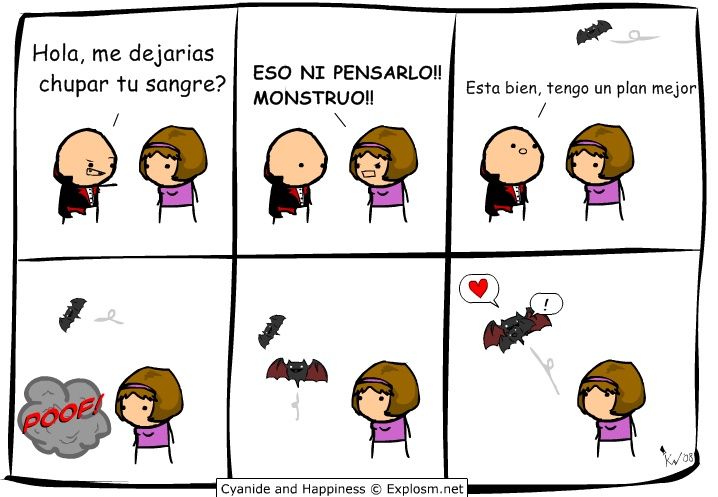 Hola, me dejarias
chupar tu sangre?
ESO NI PENSARLO!!
MONSTRUO!!
Esta bien, tengo un plan mejor
POOF!
!
Cyanide and Happiness © Explosm.net